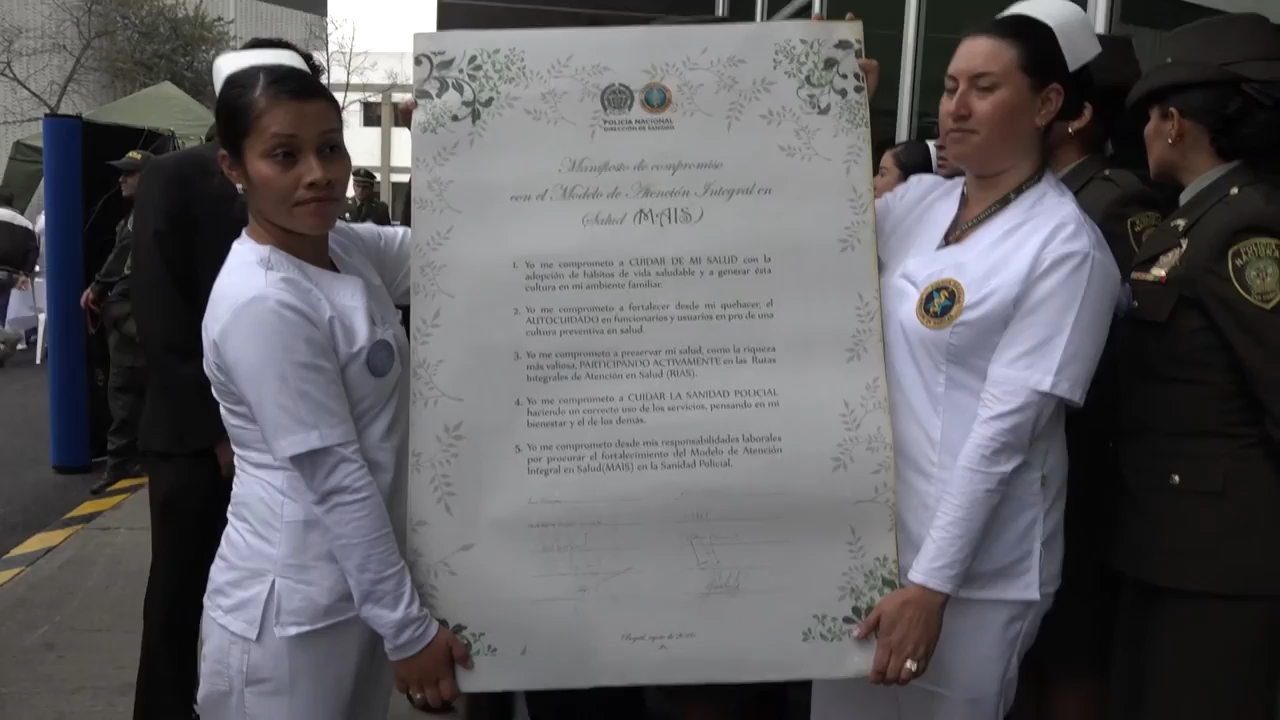 POLICÍA NACIONAL
DIRECCIÓN DE SANIDAD
Manifiesto de compromiso
con el Modelo de Atención Integral en
Salud (MAIS)
1. Yo me comprometo a CUIDAR DE MI SALUD con la
adopción de hábitos de vida saludable y a generar ésta
cultura en mi ambiente familiar.
2. Yo me comprometo a fortalecer desde mi quehacer, el
AUTOCUIDADO en funcionarios y usuarios en pro de una
cultura preventiva en salud.
3. Yo me comprometo a preservar mi salud, como la riqueza
más valiosa, PARTICIPANDO ACTIVAMENTE en las Rutas
Integrales de Atención en Salud (RIAS).
4. Yo me comprometo a CUIDAR LA SANIDAD POLICIAL
haciendo un correcto uso de los servicios, pensando en mi
bienestar y el de los demás.
5. Yo me comprometo desde mis responsabilidades laborales
por procurar el fortalecimiento del Modelo de Atención
Integral en Salud(MAIS) en la Sanidad Policial.
POLICIA